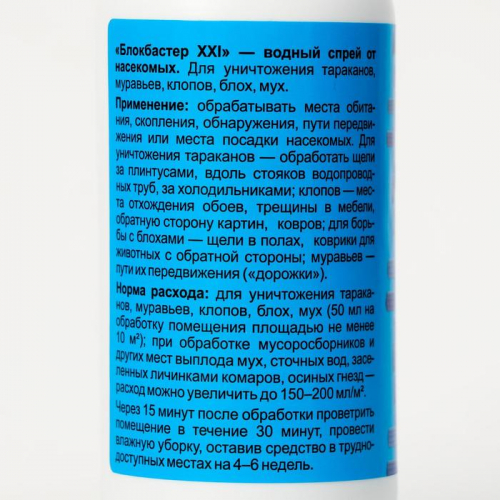 «Блокбастер XXI» — водный спрей от
насекомых. Для уничтожения тараканов,
муравьев, клопов, блох, мух.
Применение: обрабатывать места обита-
ния, скопления, обнаружения, пути передви-
жения или места посадки насекомых. Для
уничтожения тараканов — обработать щели
за плинтусами, вдоль стояков водопровод-
ных труб, за холодильниками; клопов — мес-
та отхождения обоев, трещины в мебели,
обратную сторону картин, ковров; для борь-
бы с блохами — щели в полах, коврики для
животных с обратной стороны; муравьев –
пути их передвижения («дорожки»).
Норма расхода: для уничтожения тарака-
нов, муравьев, клопов, блох, мух (50 мл на
обработку помещения площадью не менее
10 м²); при обработке мусоросборников и
других мест выплода мух, сточных вод, засе-
ленных личинками комаров, осиных гнезд —
расход можно увеличить до 150–200 мл/м².
Через 15 минут после обработки проветрить
помещение в течение 30 минут, провести
влажную уборку, оставив средство в трудно-
доступных местах на 4–6 недель.